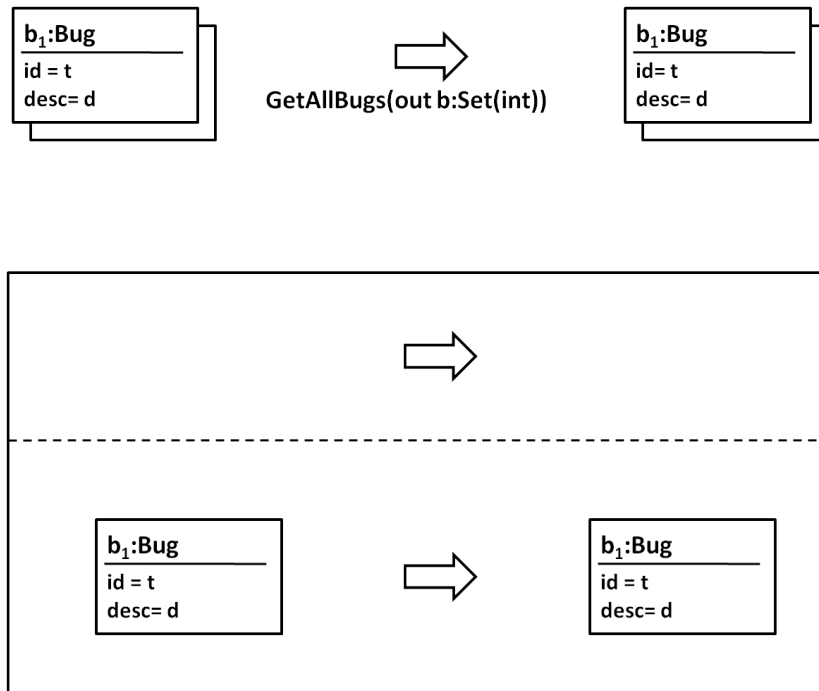 b₁:Bug
id = t
desc= d
GetAllBugs(out b:Set(int))
b₁:Bug
id= t
desc= d
b₁:Bug
id = t
desc= d
b₁:Bug
id = t
desc= d